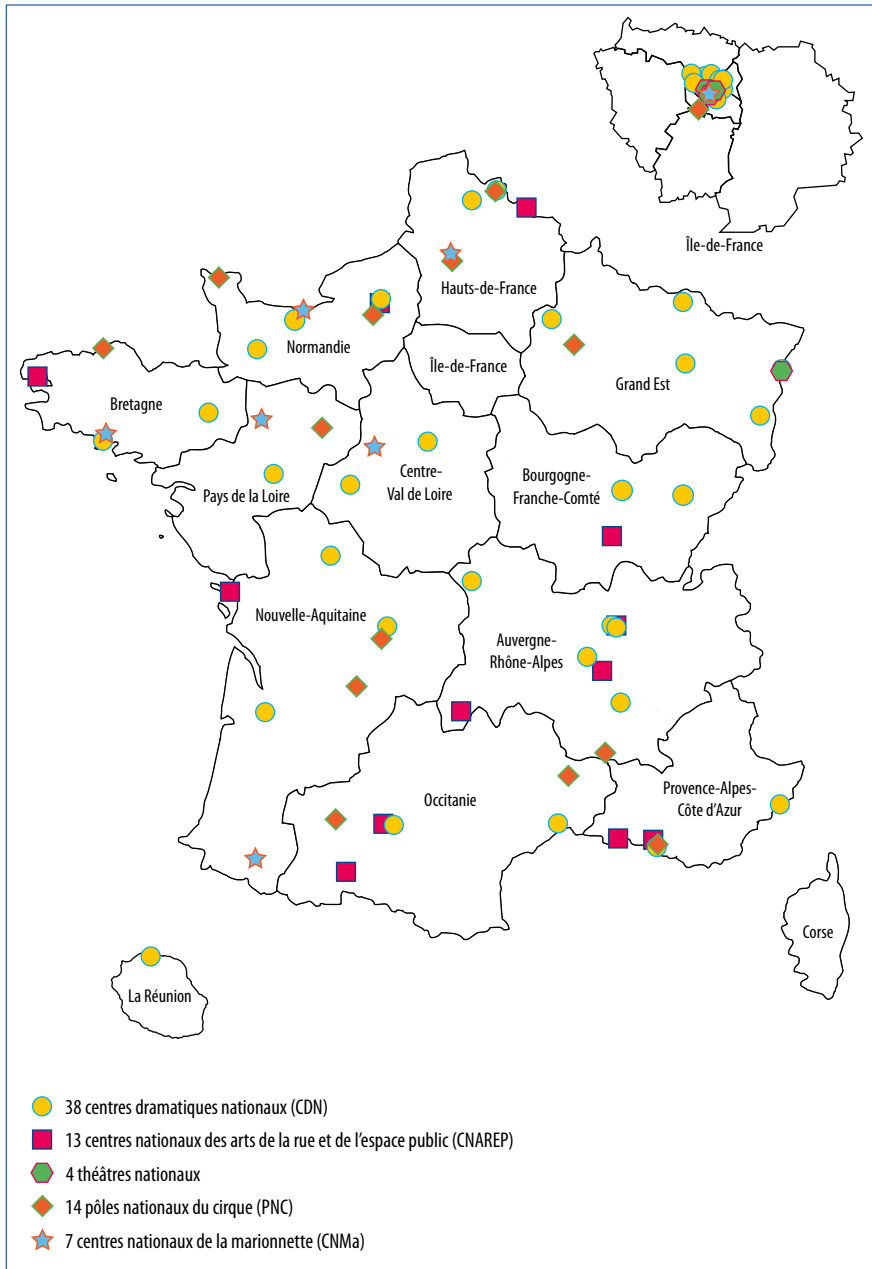 Île-de-France
Hauts-de-France
Normandie
Île-de-France
Grand Est
Bretagne
Pays de la Loire
Centre-
Val de Loire
Bourgogne-
Franche-Comté
Nouvelle-Aquitaine
Auvergne-
Rhône-Alpes
Occitanie
Provence-Alpes-
Côte d'Azur
Corse
La Réunion
38 centres dramatiques nationaux (CDN)
13 centres nationaux des arts de la rue et de l'espace public (CNAREP)
4 théâtres nationaux
14 pôles nationaux du cirque (PNC)
7 centres nationaux de la marionnette (CNMa)